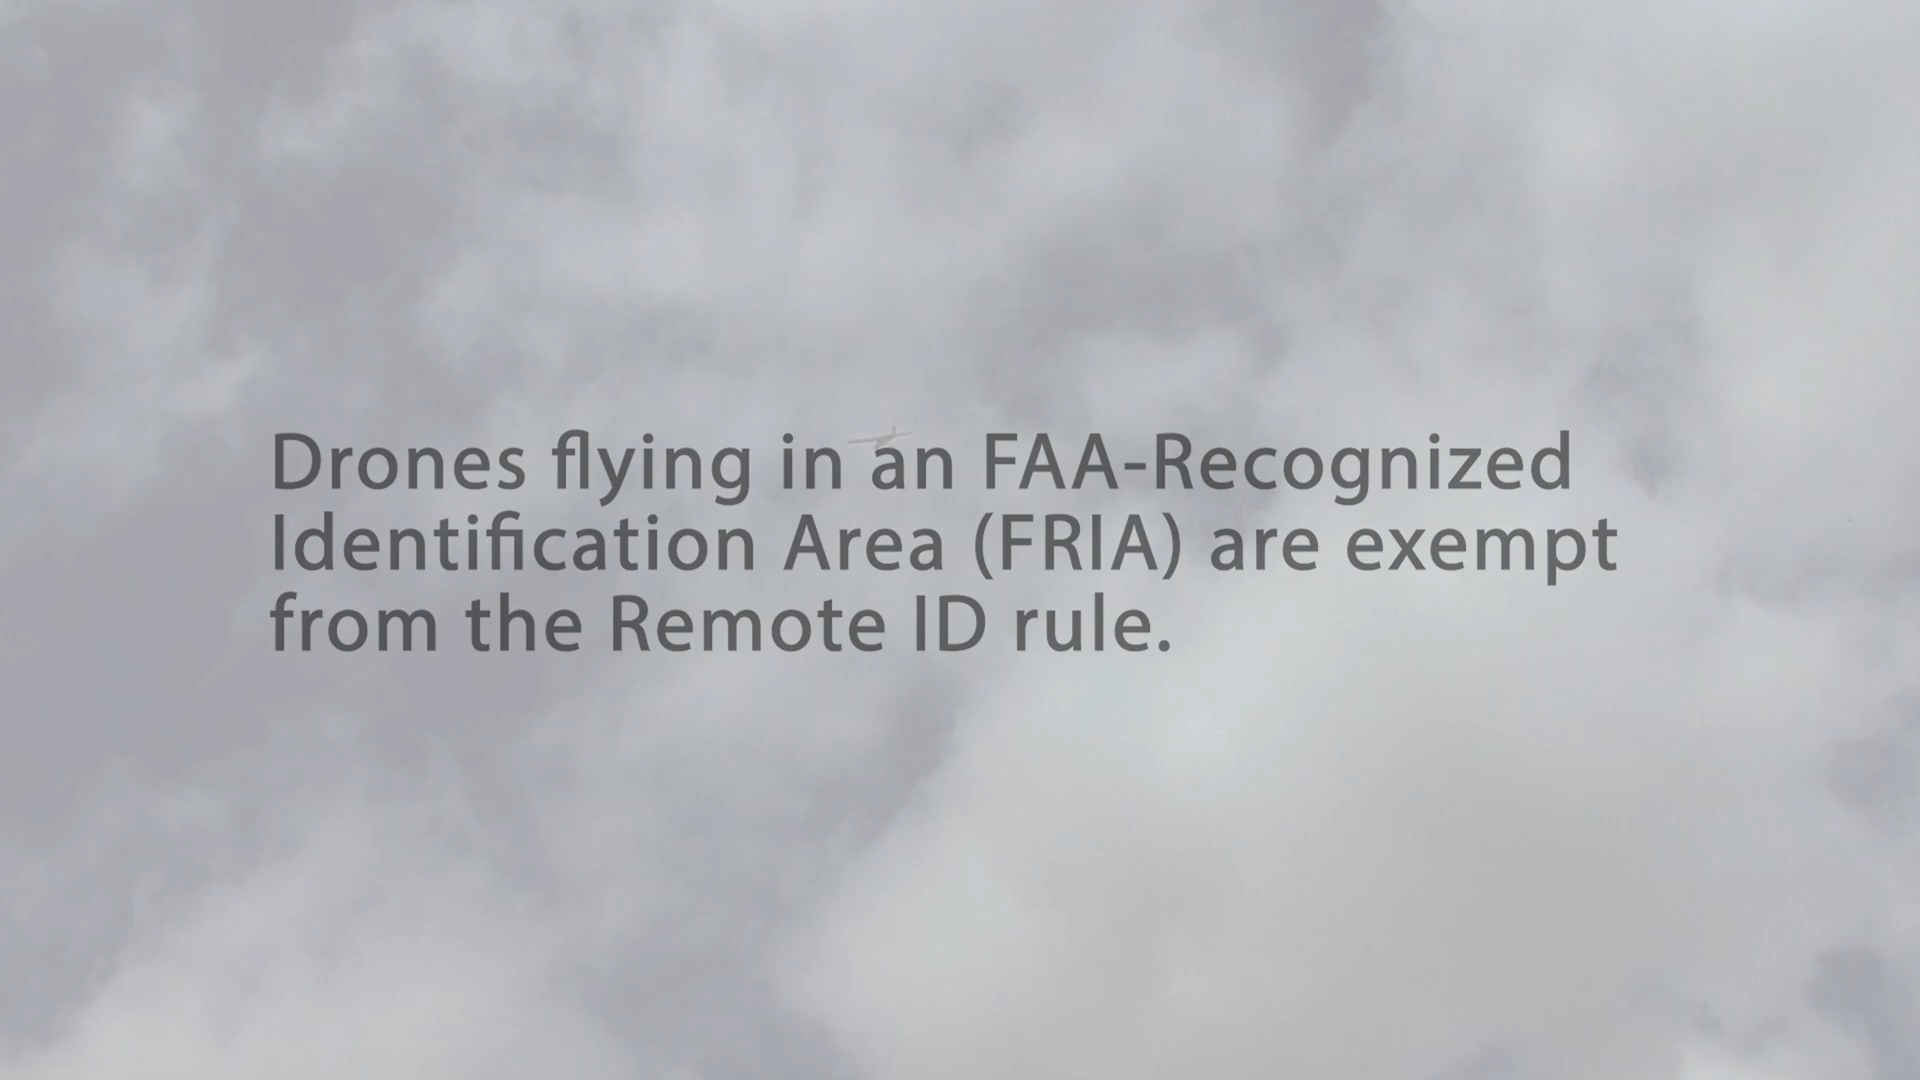 Drones flying in an FAA-Recognized
Identification Area (FRIA) are exempt
from the Remote ID rule.